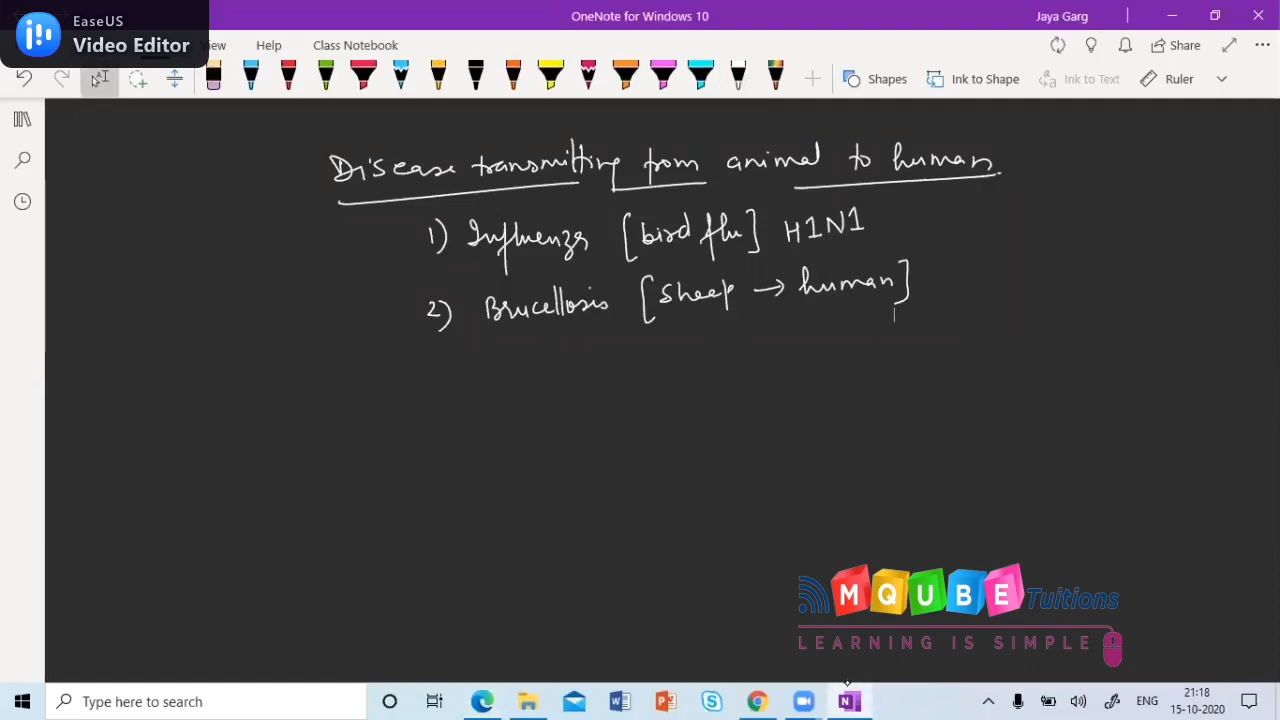 EaseUS
Video Editor
OneNote for Windows 10
Jaya Garg
View Help Class Notebook
Share
Shapes
Ink to Shape
Ink to Text
Ruler
Disease transmitting from animal to human.
1) Influenza [bird flu] H1N1
2) Brucellosis [Sheep → human]
MQUBE Tuitions
LEARNING IS SIMPLE
Type here to search
ENG
21:18
15-10-2020